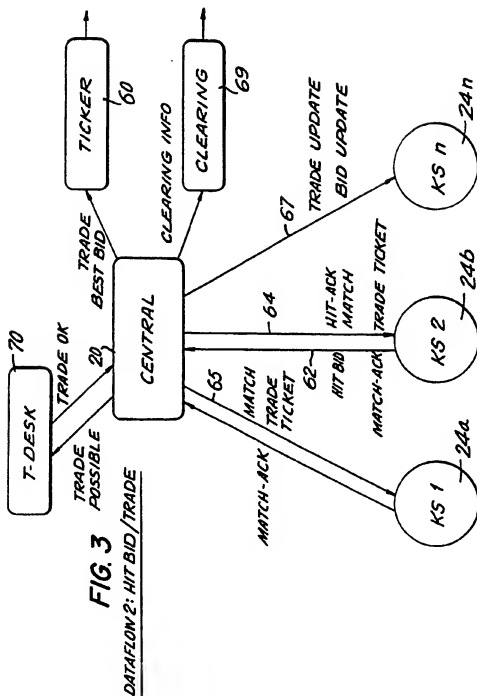 70
T-DESK
TRADE OK
TRADE
POSSIBLE
20
CENTRAL
TRADE
BEST BID
TICKER
60
CLEARING INFO
CLEARING
69
FIG. 3
DATAFLOW 2: HIT BID/TRADE
MATCH-ACK
65
MATCH
TRADE
TICKET
62
HIT BID
MATCH-ACK
64
HIT-ACK
MATCH
TRADE TICKET
67
TRADE UPDATE
BID UPDATE
KS 1
24a
KS 2
24b
KS n
24n